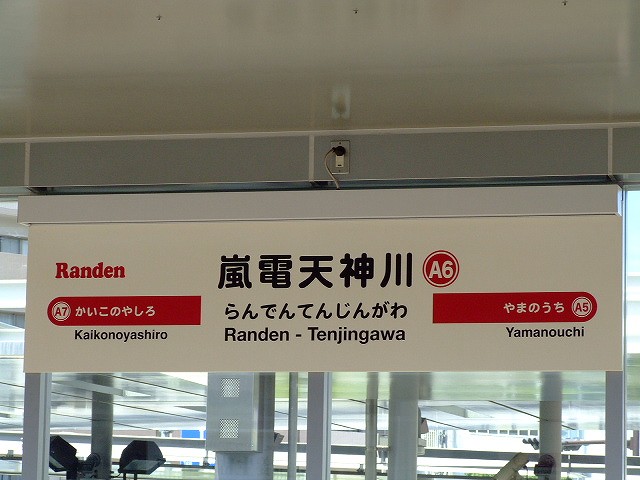 Randen
嵐電天神川 A6
らんでんてんじんがわ
Randen - Tenjingawa
A7 かいこのやしろ
Kaikonoyashiro
やまのうち A5
Yamanouchi